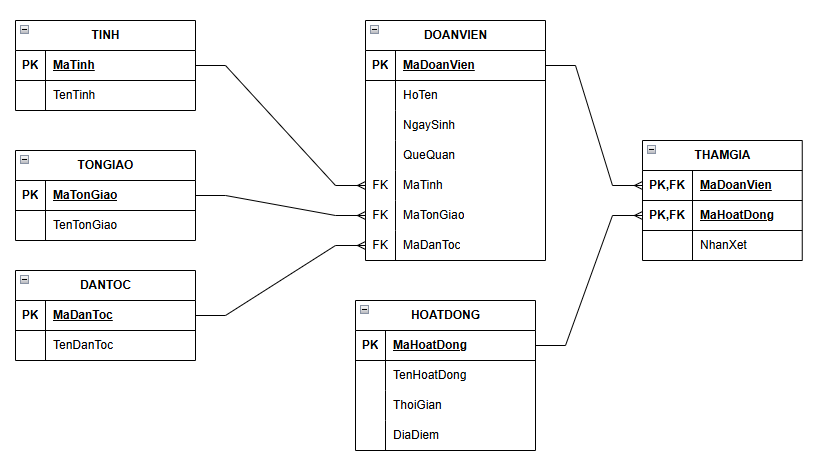 TINH
PK MaTinh
TenTinh
TONGIAO
PK MaTonGiao
TenTonGiao
DANTOC
PK MaDanToc
TenDanToc
DOANVIEN
PK MaDoanVien
HoTen
NgaySinh
QueQuan
FK MaTinh
FK MaTonGiao
FK MaDanToc
HOATDONG
PK MaHoatDong
TenHoatDong
ThoiGian
DiaDiem
THAMGIA
PK,FK MaDoanVien
PK,FK MaHoatDong
NhanXet